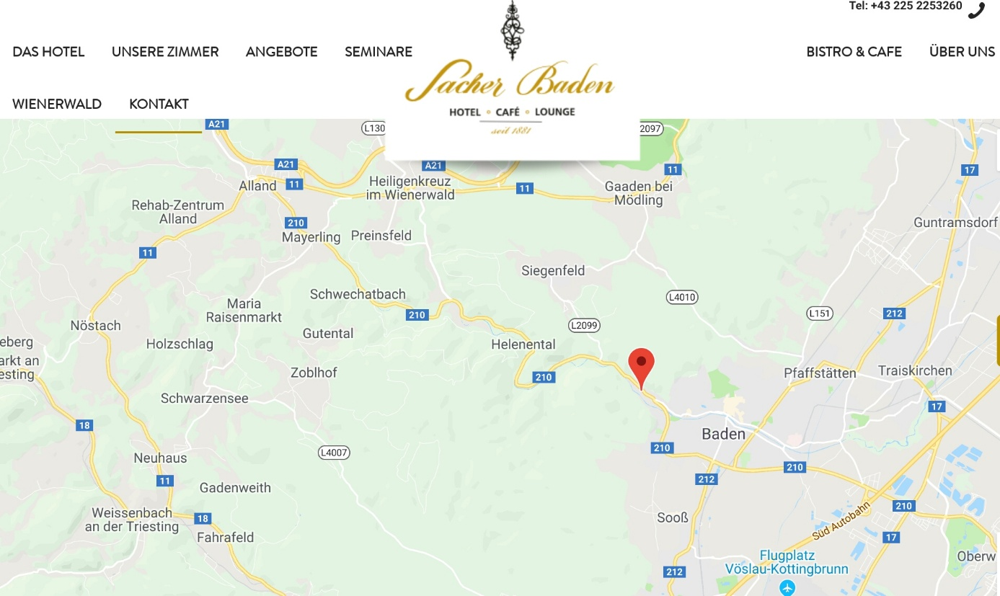 Tel: +43 225 2253260
DAS HOTEL
UNSERE ZIMMER
ANGEBOTE
SEMINARE
BISTRO & CAFE
ÜBER UNS
WIENERWALD
KONTAKT
Sacher Baden
HOTEL • CAFÉ • LOUNGE
seit 1881
A21
L130
2097
A21
A21
11
17
11
11
Alland
Heiligenkreuz
im Wienerwald
Gaaden bei
Mödling
Rehab-Zentrum
Alland
210
Guntramsdorf
Mayerling
Preinsfeld
11
Siegenfeld
Schwechatbach
L4010
Maria
Raisenmarkt
210
L151
212
Nöstach
L2099
Gutental
eberg
Holzschlag
Helenental
arkt an
esting
Zoblhof
210
Pfaffstätten
Traiskirchen
Schwarzensee
17
18
Baden
210
L4007
Neuhaus
210
11
212
Gadenweith
210
Weissenbach
an der Triesting
18
Sooß
Süd Autobahn
Fahrafeld
17
Flugplatz
Vöslau-Kottingbrunn
Oberw
212